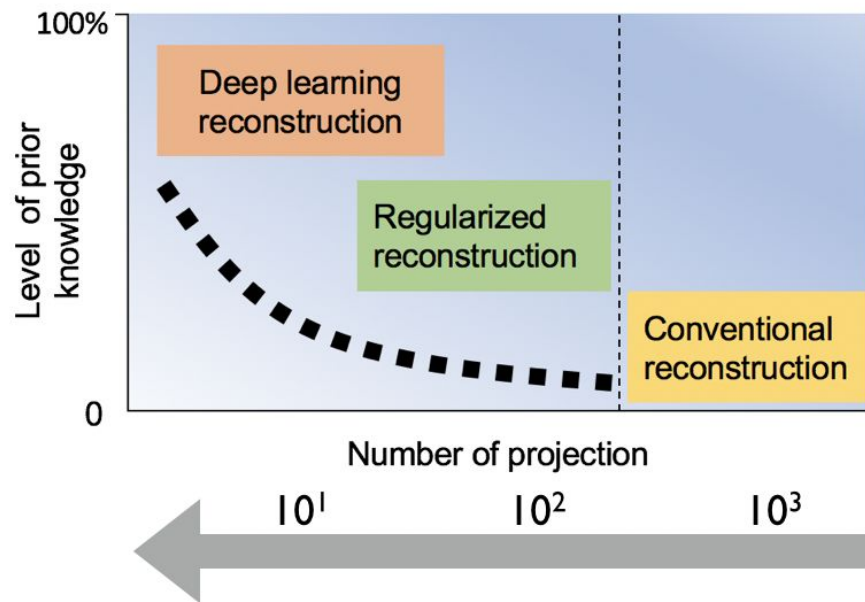 100%
Deep learning
reconstruction
Level of prior
knowledge
Regularized
reconstruction
Conventional
reconstruction
0
Number of projection
10¹ 10² 10³